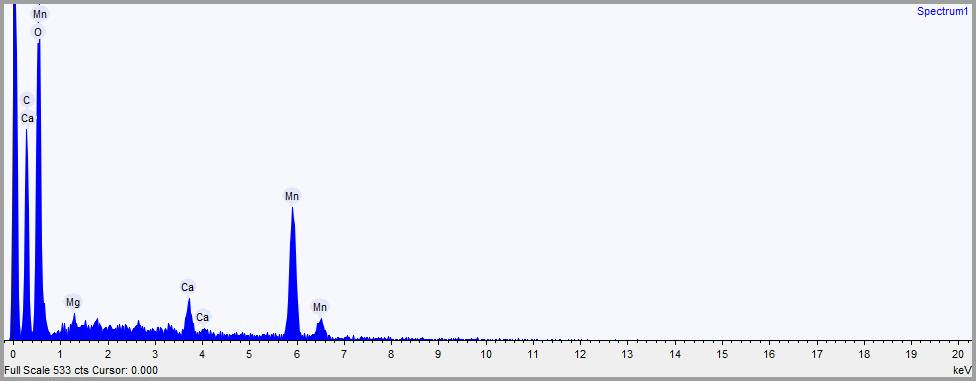 Spectrum1
Mn
O
C
Ca
Mn
Ca
Mg
Ca
Mn
0 1 2 3 4 5 6 7 8 9 10 11 12 13 14 15 16 17 18 19 20
Full Scale 533 cts Cursor: 0.000 keV